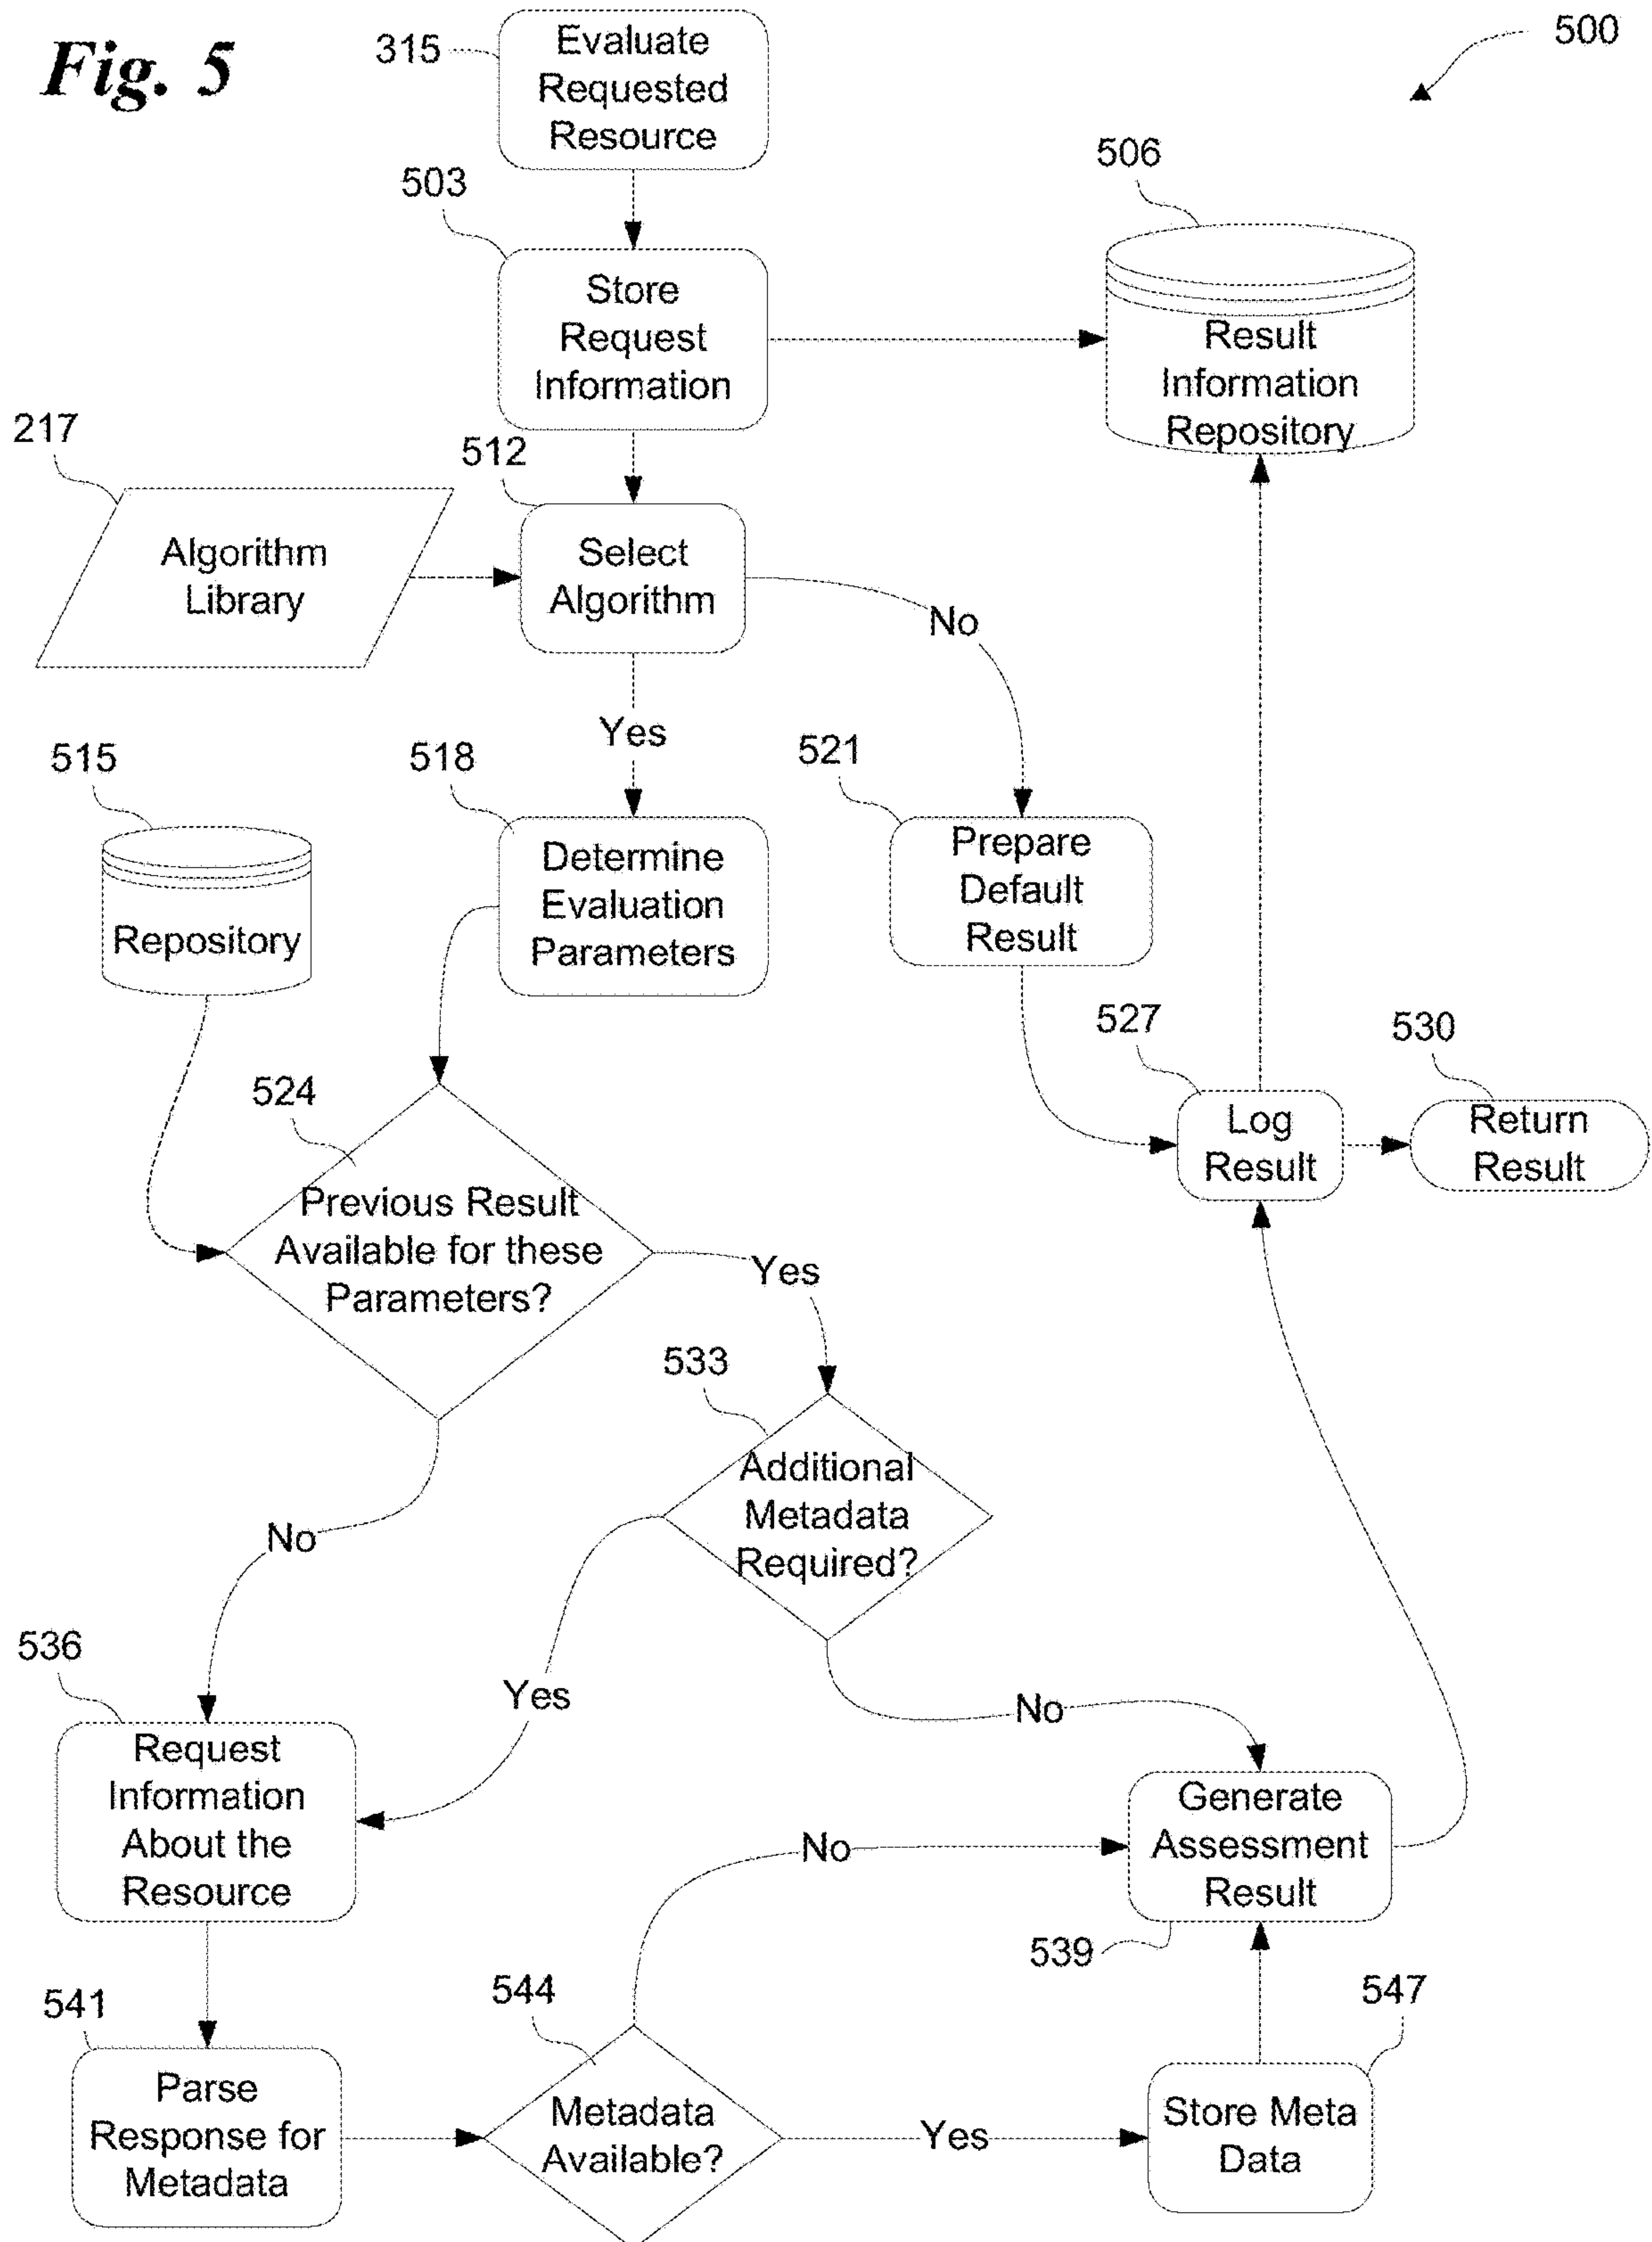 Fig. 5
315
Evaluate
Requested
Resource
500
503
506
Store
Request
Information
Result
Information
Repository
217
512
Algorithm
Library
Select
Algorithm
No
Yes
515
518
521
Repository
Determine
Evaluation
Parameters
Prepare
Default
Result
527
530
524
Log
Result
Return
Result
Previous Result
Available for these
Parameters?
Yes
533
Additional
Metadata
Required?
No
536
Yes
No
Request
Information
About the
Resource
Generate
Assessment
Result
No
539
541
544
547
Parse
Response for
Metadata
Metadata
Available?
Yes
Store Meta
Data